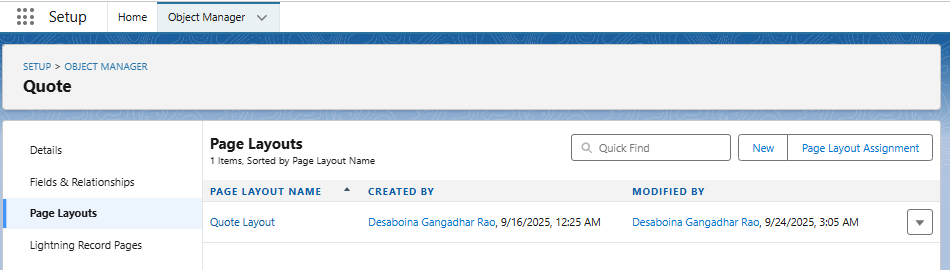 Setup Home Object Manager
SETUP > OBJECT MANAGER
Quote
Details
Fields & Relationships
Page Layouts
Lightning Record Pages
Page Layouts
1 Items, Sorted by Page Layout Name
Quick Find New Page Layout Assignment
PAGE LAYOUT NAME CREATED BY MODIFIED BY
Quote Layout Desaboina Gangadhar Rao, 9/16/2025, 12:25 AM Desaboina Gangadhar Rao, 9/24/2025, 3:05 AM